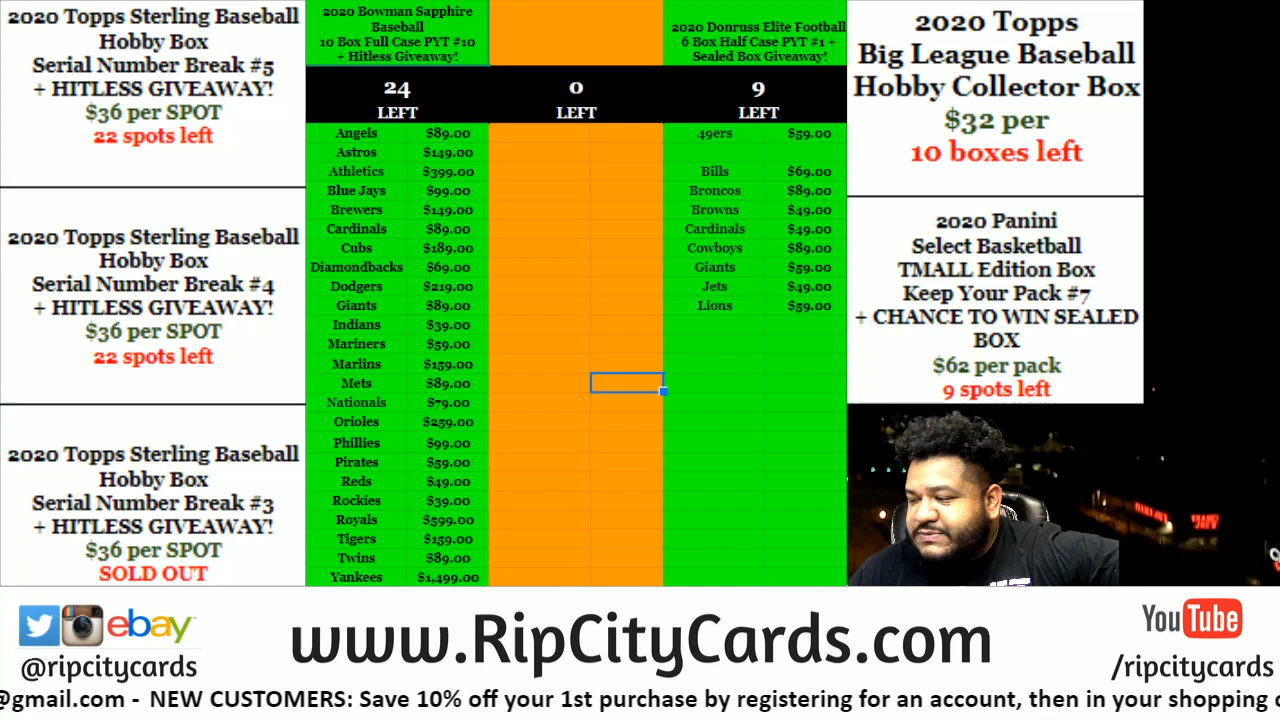 2020 Topps Sterling Baseball
Hobby Box
Serial Number Break #5
+ HITLESS GIVEAWAY!
$36 per SPOT
22 spots left
2020 Topps Sterling Baseball
Hobby Box
Serial Number Break #4
+ HITLESS GIVEAWAY!
$36 per SPOT
22 spots left
2020 Topps Sterling Baseball
Hobby Box
Serial Number Break #3
+ HITLESS GIVEAWAY!
$36 per SPOT
SOLD OUT
2020 Bowman Sapphire
Baseball
10 Box Full Case PYT #10
+ Hitless Giveaway!
24
LEFT
Angels $89.00
Astros $149.00
Athletics $399.00
Blue Jays $99.00
Brewers $149.00
Cardinals $89.00
Cubs $189.00
Diamondbacks $69.00
Dodgers $219.00
Giants $89.00
Indians $39.00
Mariners $59.00
Marlins $159.00
Mets $89.00
Nationals $79.00
Orioles $259.00
Phillies $99.00
Pirates $59.00
Reds $49.00
Rockies $39.00
Royals $599.00
Tigers $159.00
Twins $89.00
Yankees $1,499.00
0
LEFT
2020 Donruss Elite Football
6 Box Half Case PYT #1 +
Sealed Box Giveaway!
9
LEFT
49ers $59.00
Bills $69.00
Broncos $89.00
Browns $49.00
Cardinals $49.00
Cowboys $89.00
Giants $59.00
Jets $49.00
Lions $59.00
2020 Topps
Big League Baseball
Hobby Collector Box
$32 per
10 boxes left
2020 Panini
Select Basketball
TMALL Edition Box
Keep Your Pack #7
+ CHANCE TO WIN SEALED
BOX
$62 per pack
9 spots left
ebay
@ripcitycards
www.RipCityCards.com
YouTube
/ripcitycards
@gmail.com - NEW CUSTOMERS: Save 10% off your 1st purchase by registering for an account, then in your shopping